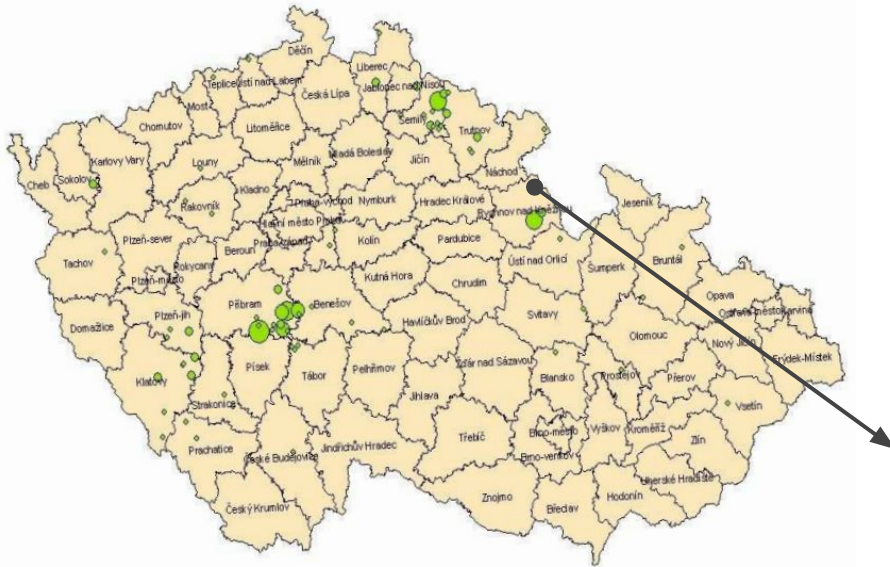 Děčín
Liberec
Teplice
Ústí nad Labem
Jablonec nad Nisou
Česká Lípa
Most
Chomutov
Litoměřice
Semily
Trutnov
Karlovy Vary
Sokolov
Cheb
Louny
Mělník
Mladá Boleslav
Jičín
Náchod
Kladno
Rakovník
Praha-východ
Nymburk
Hradec Králové
Rychnov nad Kněžnou
Jeseník
Hlavní město Praha
Praha-západ
Plzeň-sever
Beroun
Kolín
Pardubice
Tachov
Rokycany
Kutná Hora
Ústí nad Orlicí
Šumperk
Bruntál
Plzeň-město
Chrudim
Opava
Příbram
Benešov
Plzeň-jih
Svitavy
Ostrava-město
Karviná
Domažlice
Havlíčkův Brod
Olomouc
Nový Jičín
Frýdek-Místek
Písek
Tábor
Pelhřimov
Žďár nad Sázavou
Klatovy
Blansko
Prostějov
Přerov
Jihlava
Strakonice
Vsetín
Třebíč
Brno-město
Vyškov
Kroměříž
Prachatice
České Budějovice
Jindřichův Hradec
Brno-venkov
Zlín
Uherské Hradiště
Znojmo
Hodonín
Český Krumlov
Břeclav